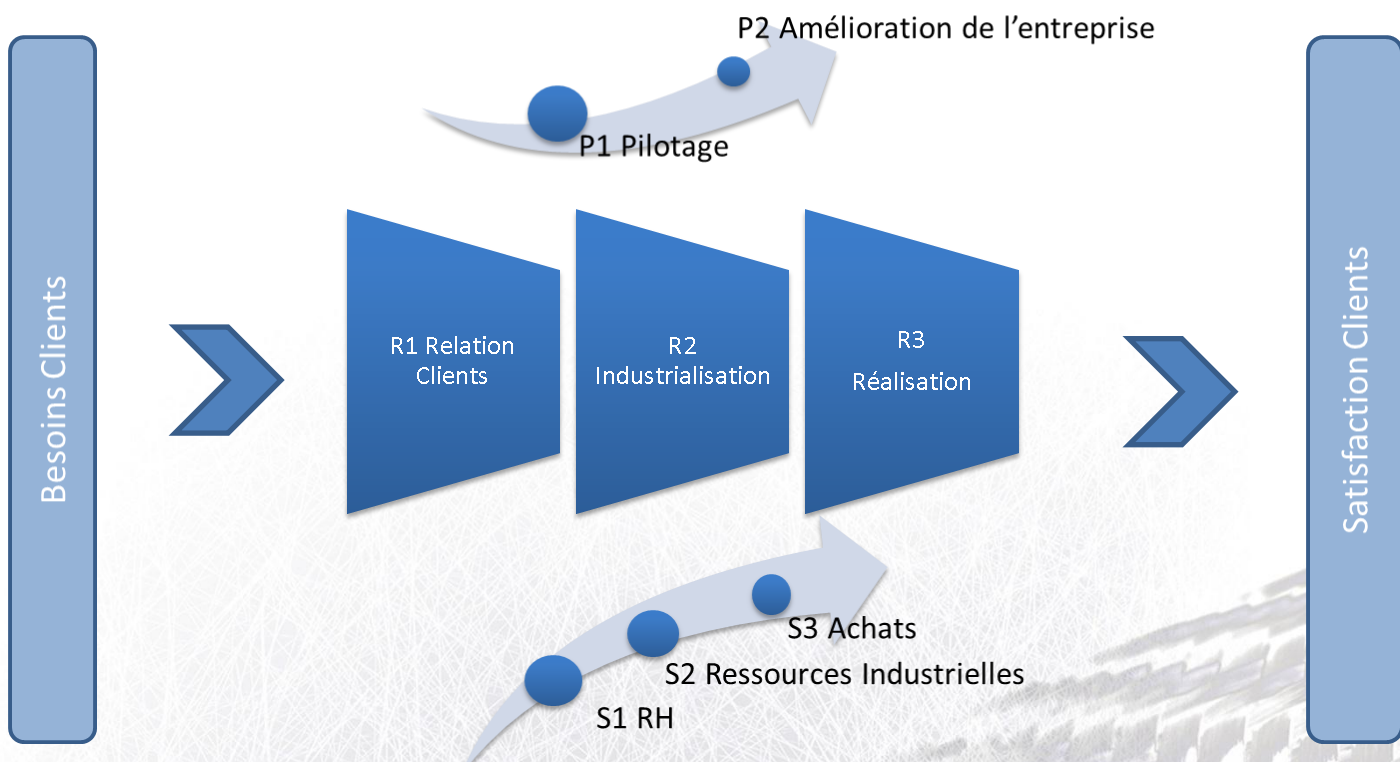 P2 Amélioration de l’entreprise
P1 Pilotage
Besoins Clients
R1 Relation
Clients
R2
Industrialisation
R3
Réalisation
Satisfaction Clients
S3 Achats
S2 Ressources Industrielles
S1 RH